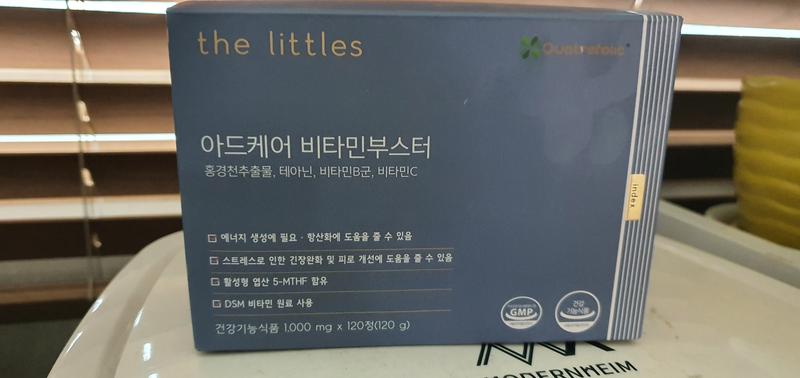 the littles
Quatrefolic®
아드케어 비타민부스터
홍경천추출물, 테아닌, 비타민B군, 비타민C
index
에너지 생성에 필요 · 항산화에 도움을 줄 수 있음
스트레스로 인한 긴장완화 및 피로 개선에 도움을 줄 수 있음
활성형 엽산 5-MTHF 함유
DSM 비타민 원료 사용
건강기능식품 1,000 mg x 120정(120 g)
GMP
건강
기능식품
MODERNHEIM